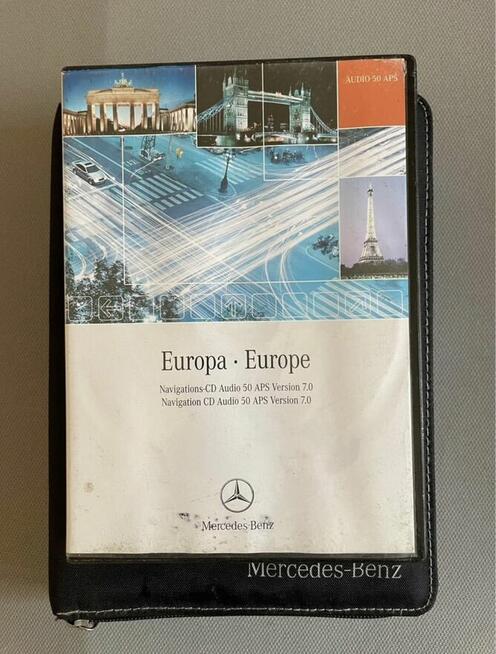 AUDIO 50 APS
Europa · Europe
Navigations-CD Audio 50 APS Version 7.0
Navigation CD Audio 50 APS Version 7.0
Mercedes-Benz
Mercedes-Benz